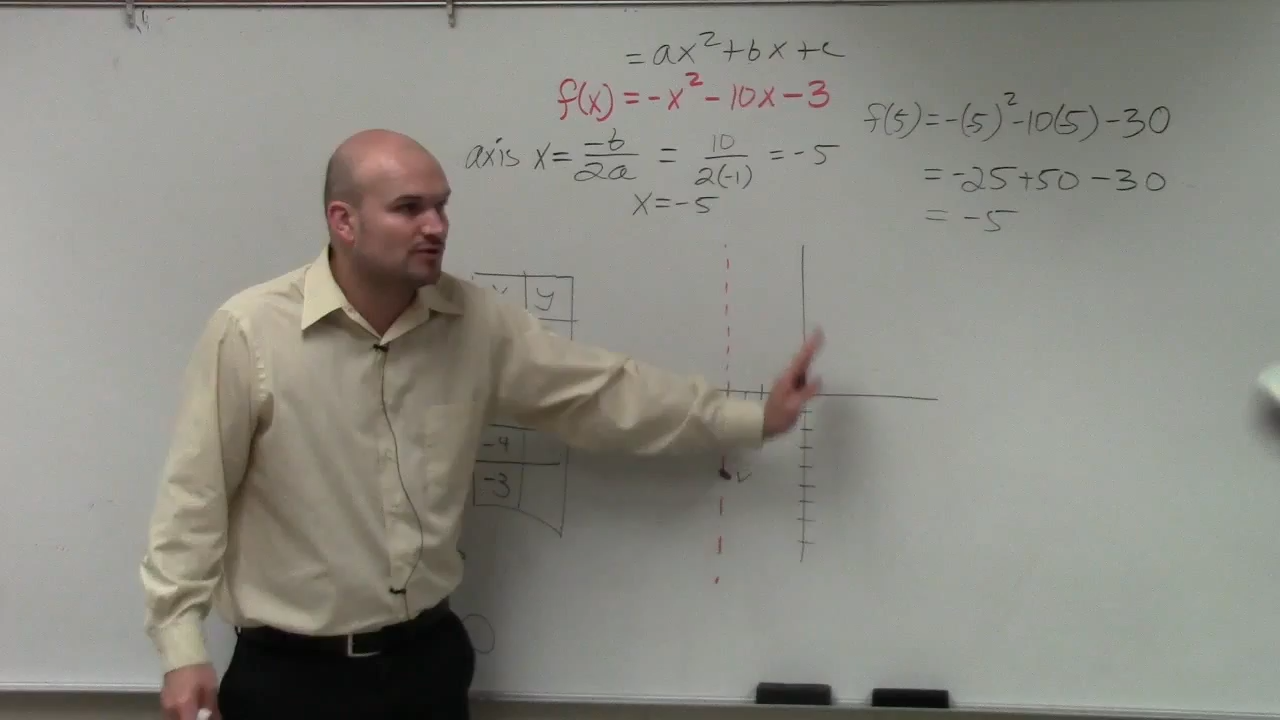 = ax² + bx + c
f(x) = -x² - 10x - 3
axis x = -b/2a = 10/2(-1) = -5
x = -5
f(5) = -(5)² - 10(5) - 30
= -25 + 50 - 30
= -5
x y
-4
-3
v